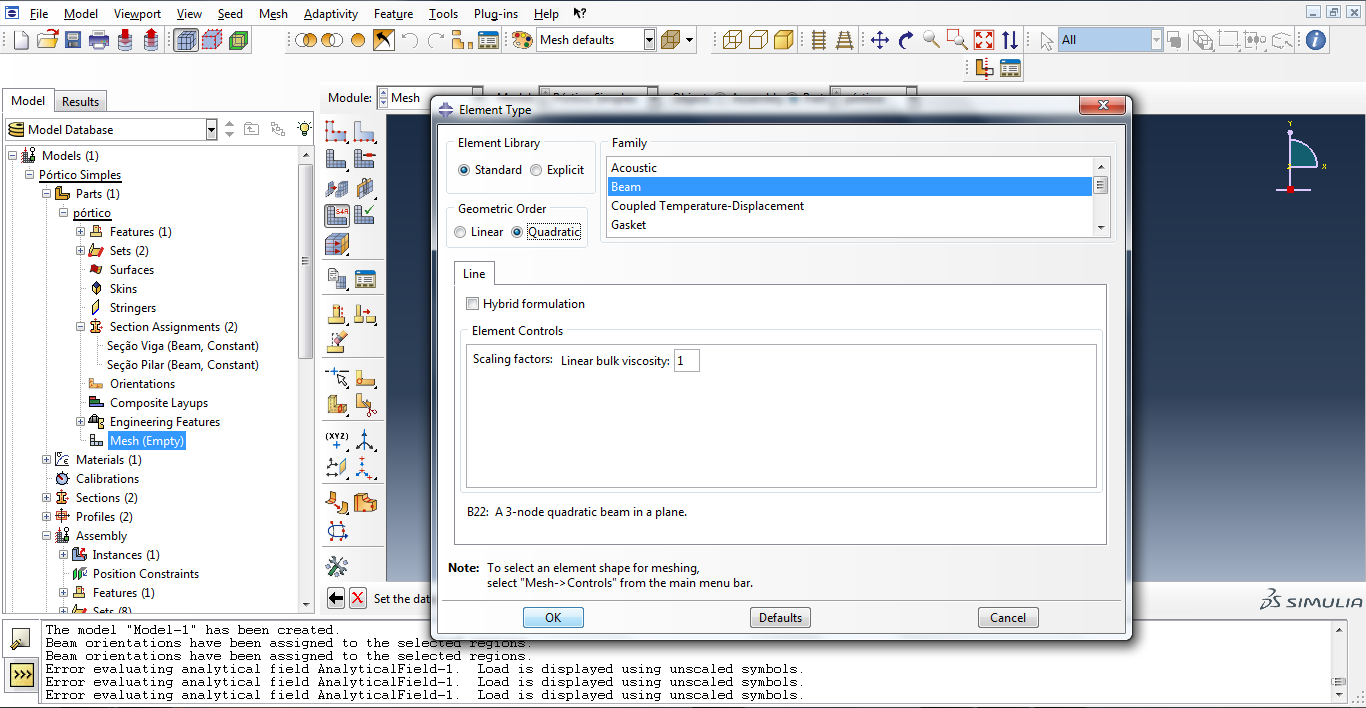 File Model Viewport View Seed Mesh Adaptivity Feature Tools Plug-ins Help
Mesh defaults All
Model Results
Module: Mesh
Model Database
Models (1)
Pórtico Simples
Parts (1)
pórtico
Features (1)
Sets (2)
Surfaces
Skins
Stringers
Section Assignments (2)
Seção Viga (Beam, Constant)
Seção Pilar (Beam, Constant)
Orientations
Composite Layups
Engineering Features
Mesh (Empty)
Materials (1)
Calibrations
Sections (2)
Profiles (2)
Assembly
Instances (1)
Position Constraints
Features (1)
Sets (8)
S4R
(XYZ)
Element Type
Element Library
Standard Explicit
Geometric Order
Linear Quadratic
Family
Acoustic
Beam
Coupled Temperature-Displacement
Gasket
Line
Hybrid formulation
Element Controls
Scaling factors: Linear bulk viscosity: 1
B22: A 3-node quadratic beam in a plane.
Note: To select an element shape for meshing,
select "Mesh->Controls" from the main menu bar.
OK Defaults Cancel
Y
X
Set the dat
SIMULIA
The model "Model-1" has been created.
Beam orientations have been assigned to the selected regions.
Beam orientations have been assigned to the selected regions.
Error evaluating analytical field AnalyticalField-1. Load is displayed using unscaled symbols.
Error evaluating analytical field AnalyticalField-1. Load is displayed using unscaled symbols.
Error evaluating analytical field AnalyticalField-1. Load is displayed using unscaled symbols.
>>>